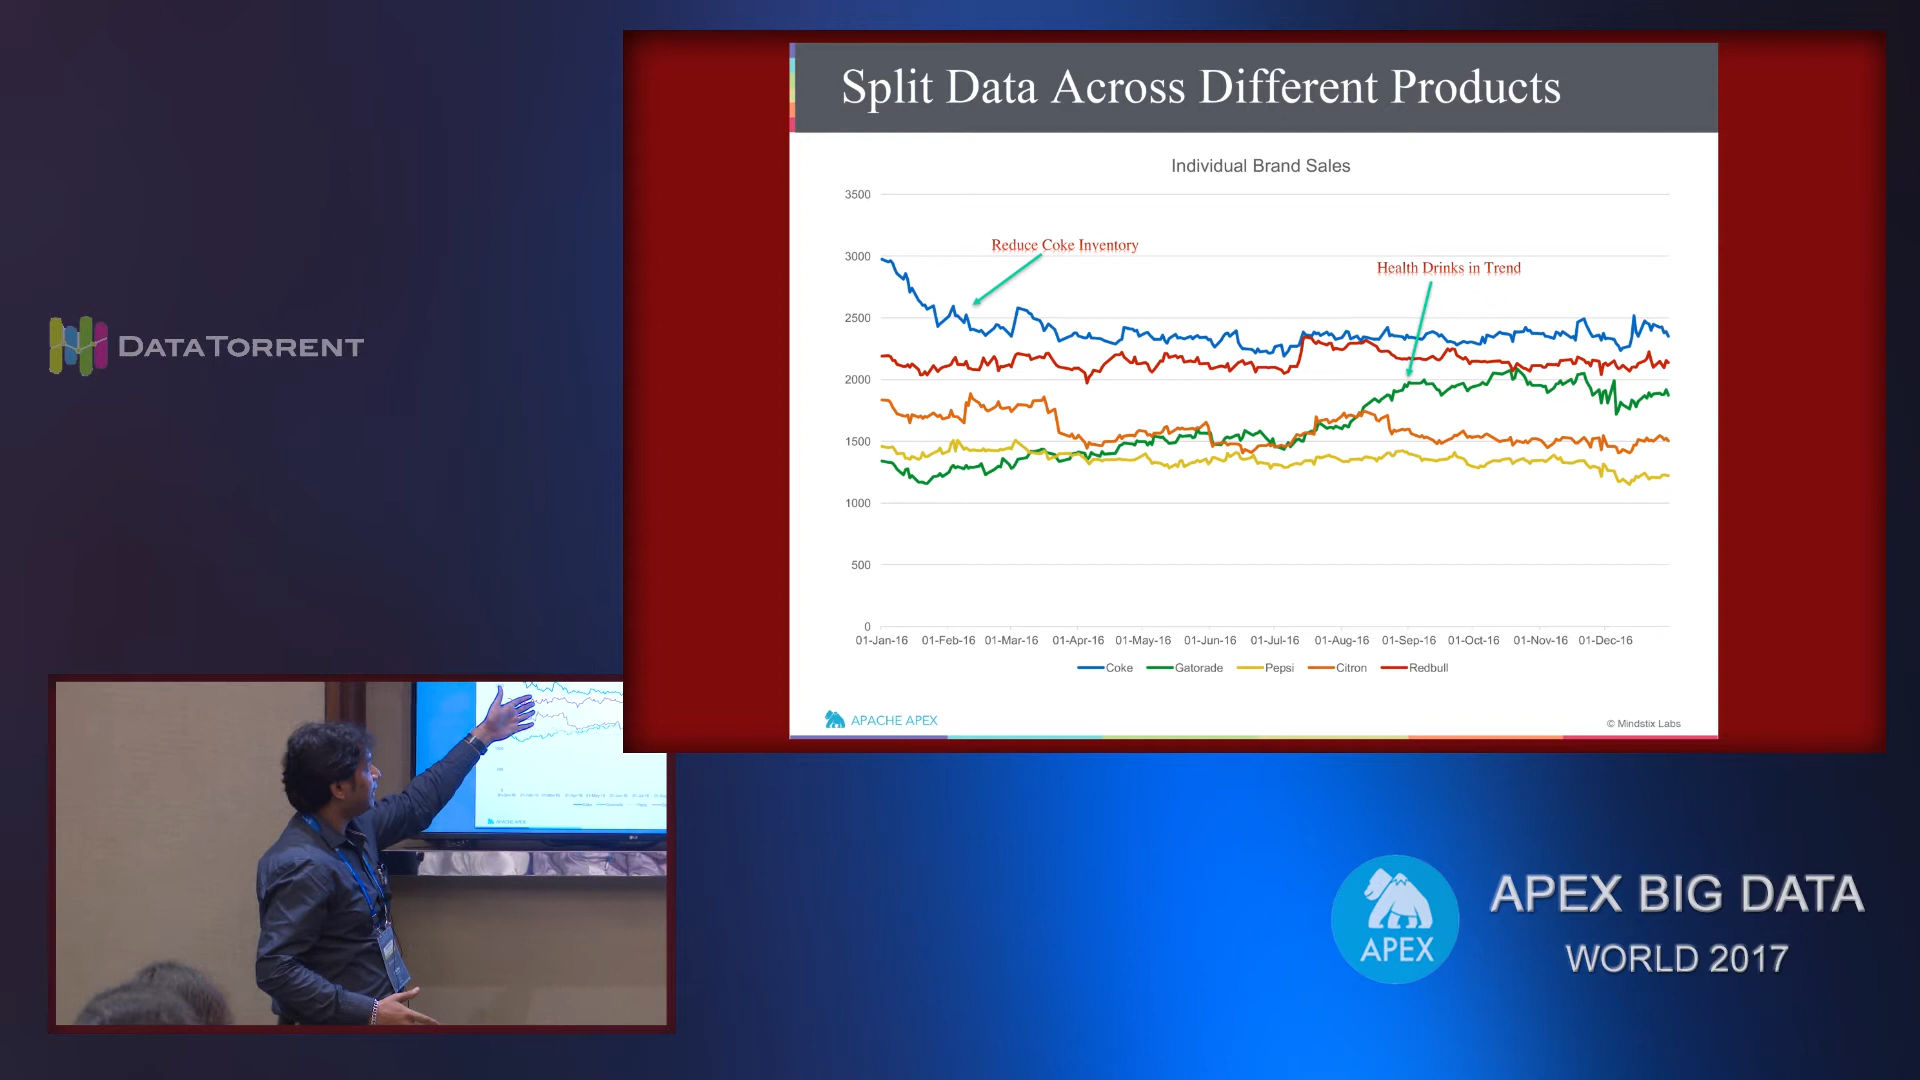 Split Data Across Different Products
Individual Brand Sales
3500
3000
2500
2000
1500
1000
500
0
Reduce Coke Inventory
Health Drinks in Trend
01-Jan-16 01-Feb-16 01-Mar-16 01-Apr-16 01-May-16 01-Jun-16 01-Jul-16 01-Aug-16 01-Sep-16 01-Oct-16 01-Nov-16 01-Dec-16
Coke Gatorade Pepsi Citron Redbull
APACHE APEX
© Mindstix Labs
DATATORRENT
APEX
APEX BIG DATA
WORLD 2017